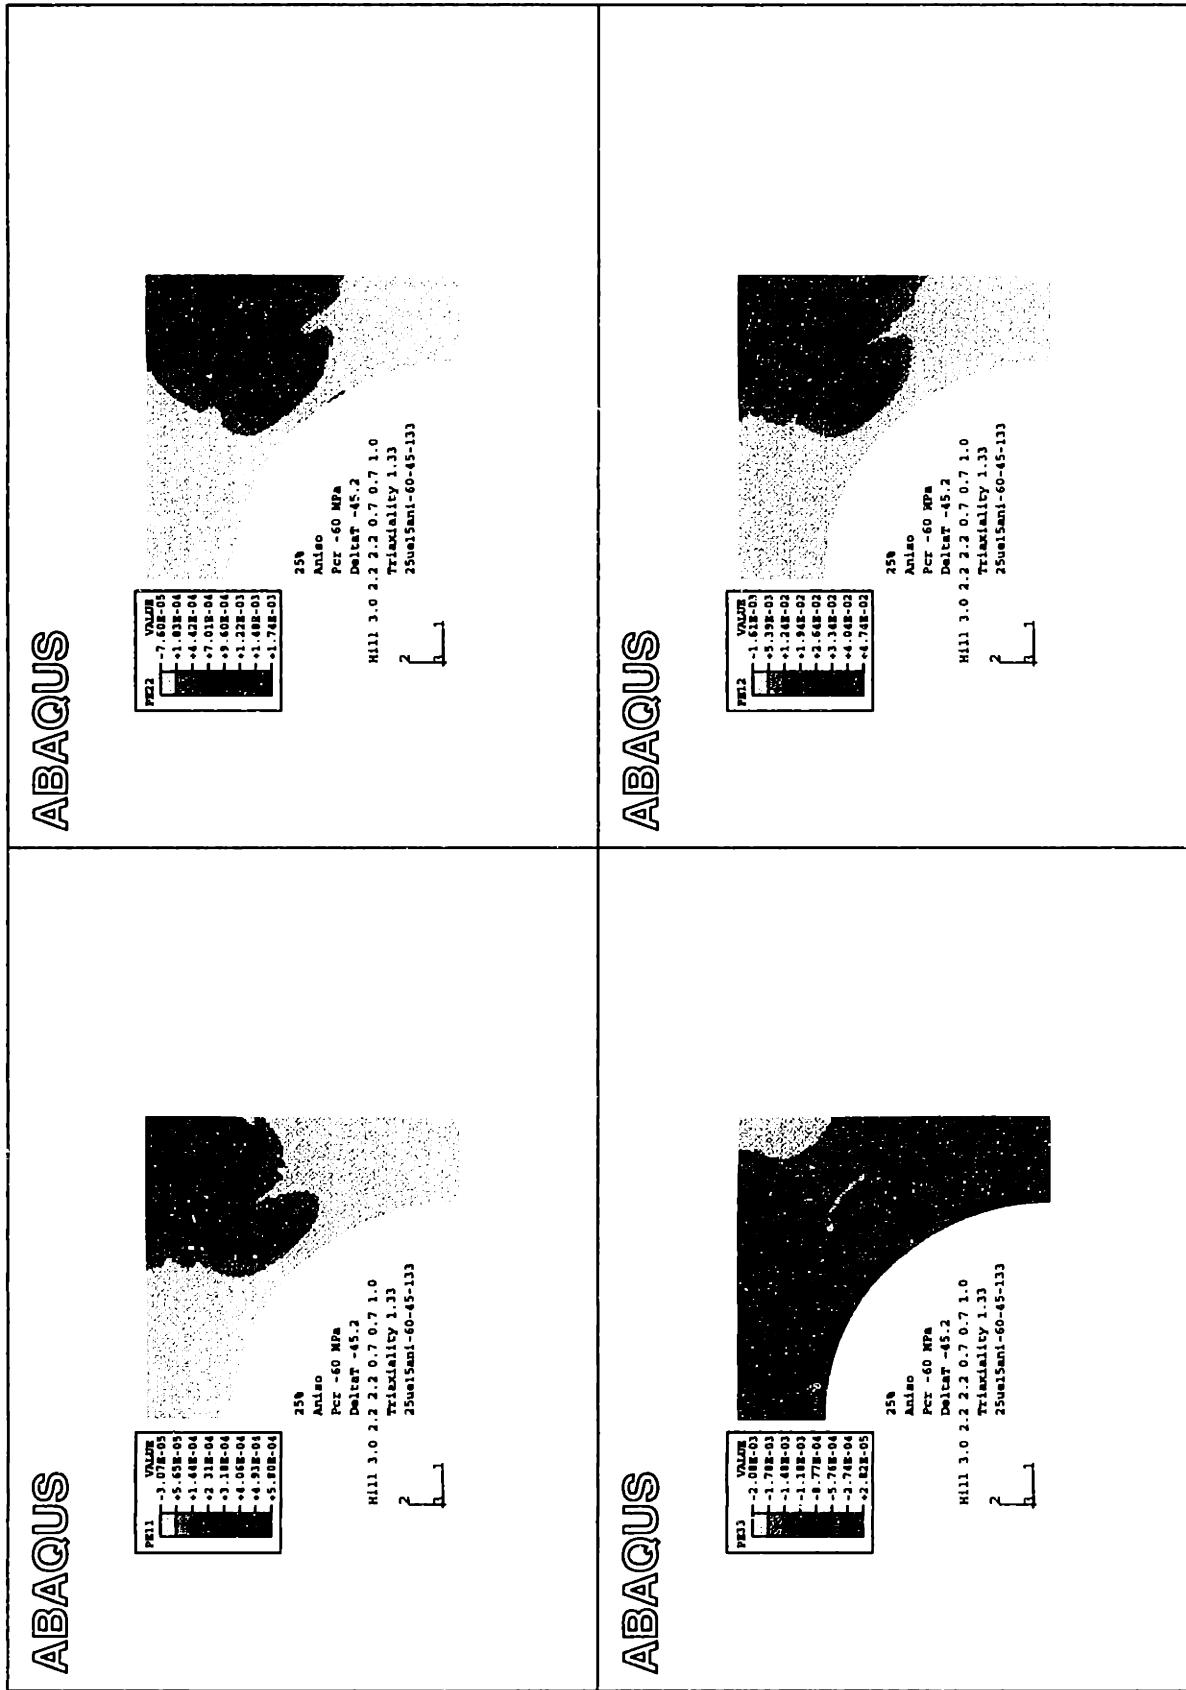 ABAQUS
PE11 VALUE
-3.07E-05
+5.65E-05
+1.44E-04
+2.31E-04
+3.18E-04
+4.06E-04
+4.93E-04
+5.80E-04
25%
Aniso
Pcr -60 MPa
DeltaT -45.2
Hill 3.0 2.2 2.2 0.7 0.7 1.0
Triaxiality 1.33
25uel5ani-60-45-133
2
3 1
ABAQUS
PE22 VALUE
-7.60E-05
+1.83E-04
+4.42E-04
+7.01E-04
+9.60E-04
+1.22E-03
+1.48E-03
+1.74E-03
25%
Aniso
Pcr -60 MPa
DeltaT -45.2
Hill 3.0 2.2 2.2 0.7 0.7 1.0
Triaxiality 1.33
25uel5ani-60-45-133
2
3 1
ABAQUS
PE33 VALUE
-2.08E-03
-1.78E-03
-1.48E-03
-1.18E-03
-8.77E-04
-5.76E-04
-2.74E-04
+2.82E-05
25%
Aniso
Pcr -60 MPa
DeltaT -45.2
Hill 3.0 2.2 2.2 0.7 0.7 1.0
Triaxiality 1.33
25uel5ani-60-45-133
2
3 1
ABAQUS
PE12 VALUE
-1.61E-03
+5.39E-03
+1.24E-02
+1.94E-02
+2.64E-02
+3.34E-02
+4.04E-02
+4.74E-02
25%
Aniso
Pcr -60 MPa
DeltaT -45.2
Hill 3.0 2.2 2.2 0.7 0.7 1.0
Triaxiality 1.33
25uel5ani-60-45-133
2
3 1